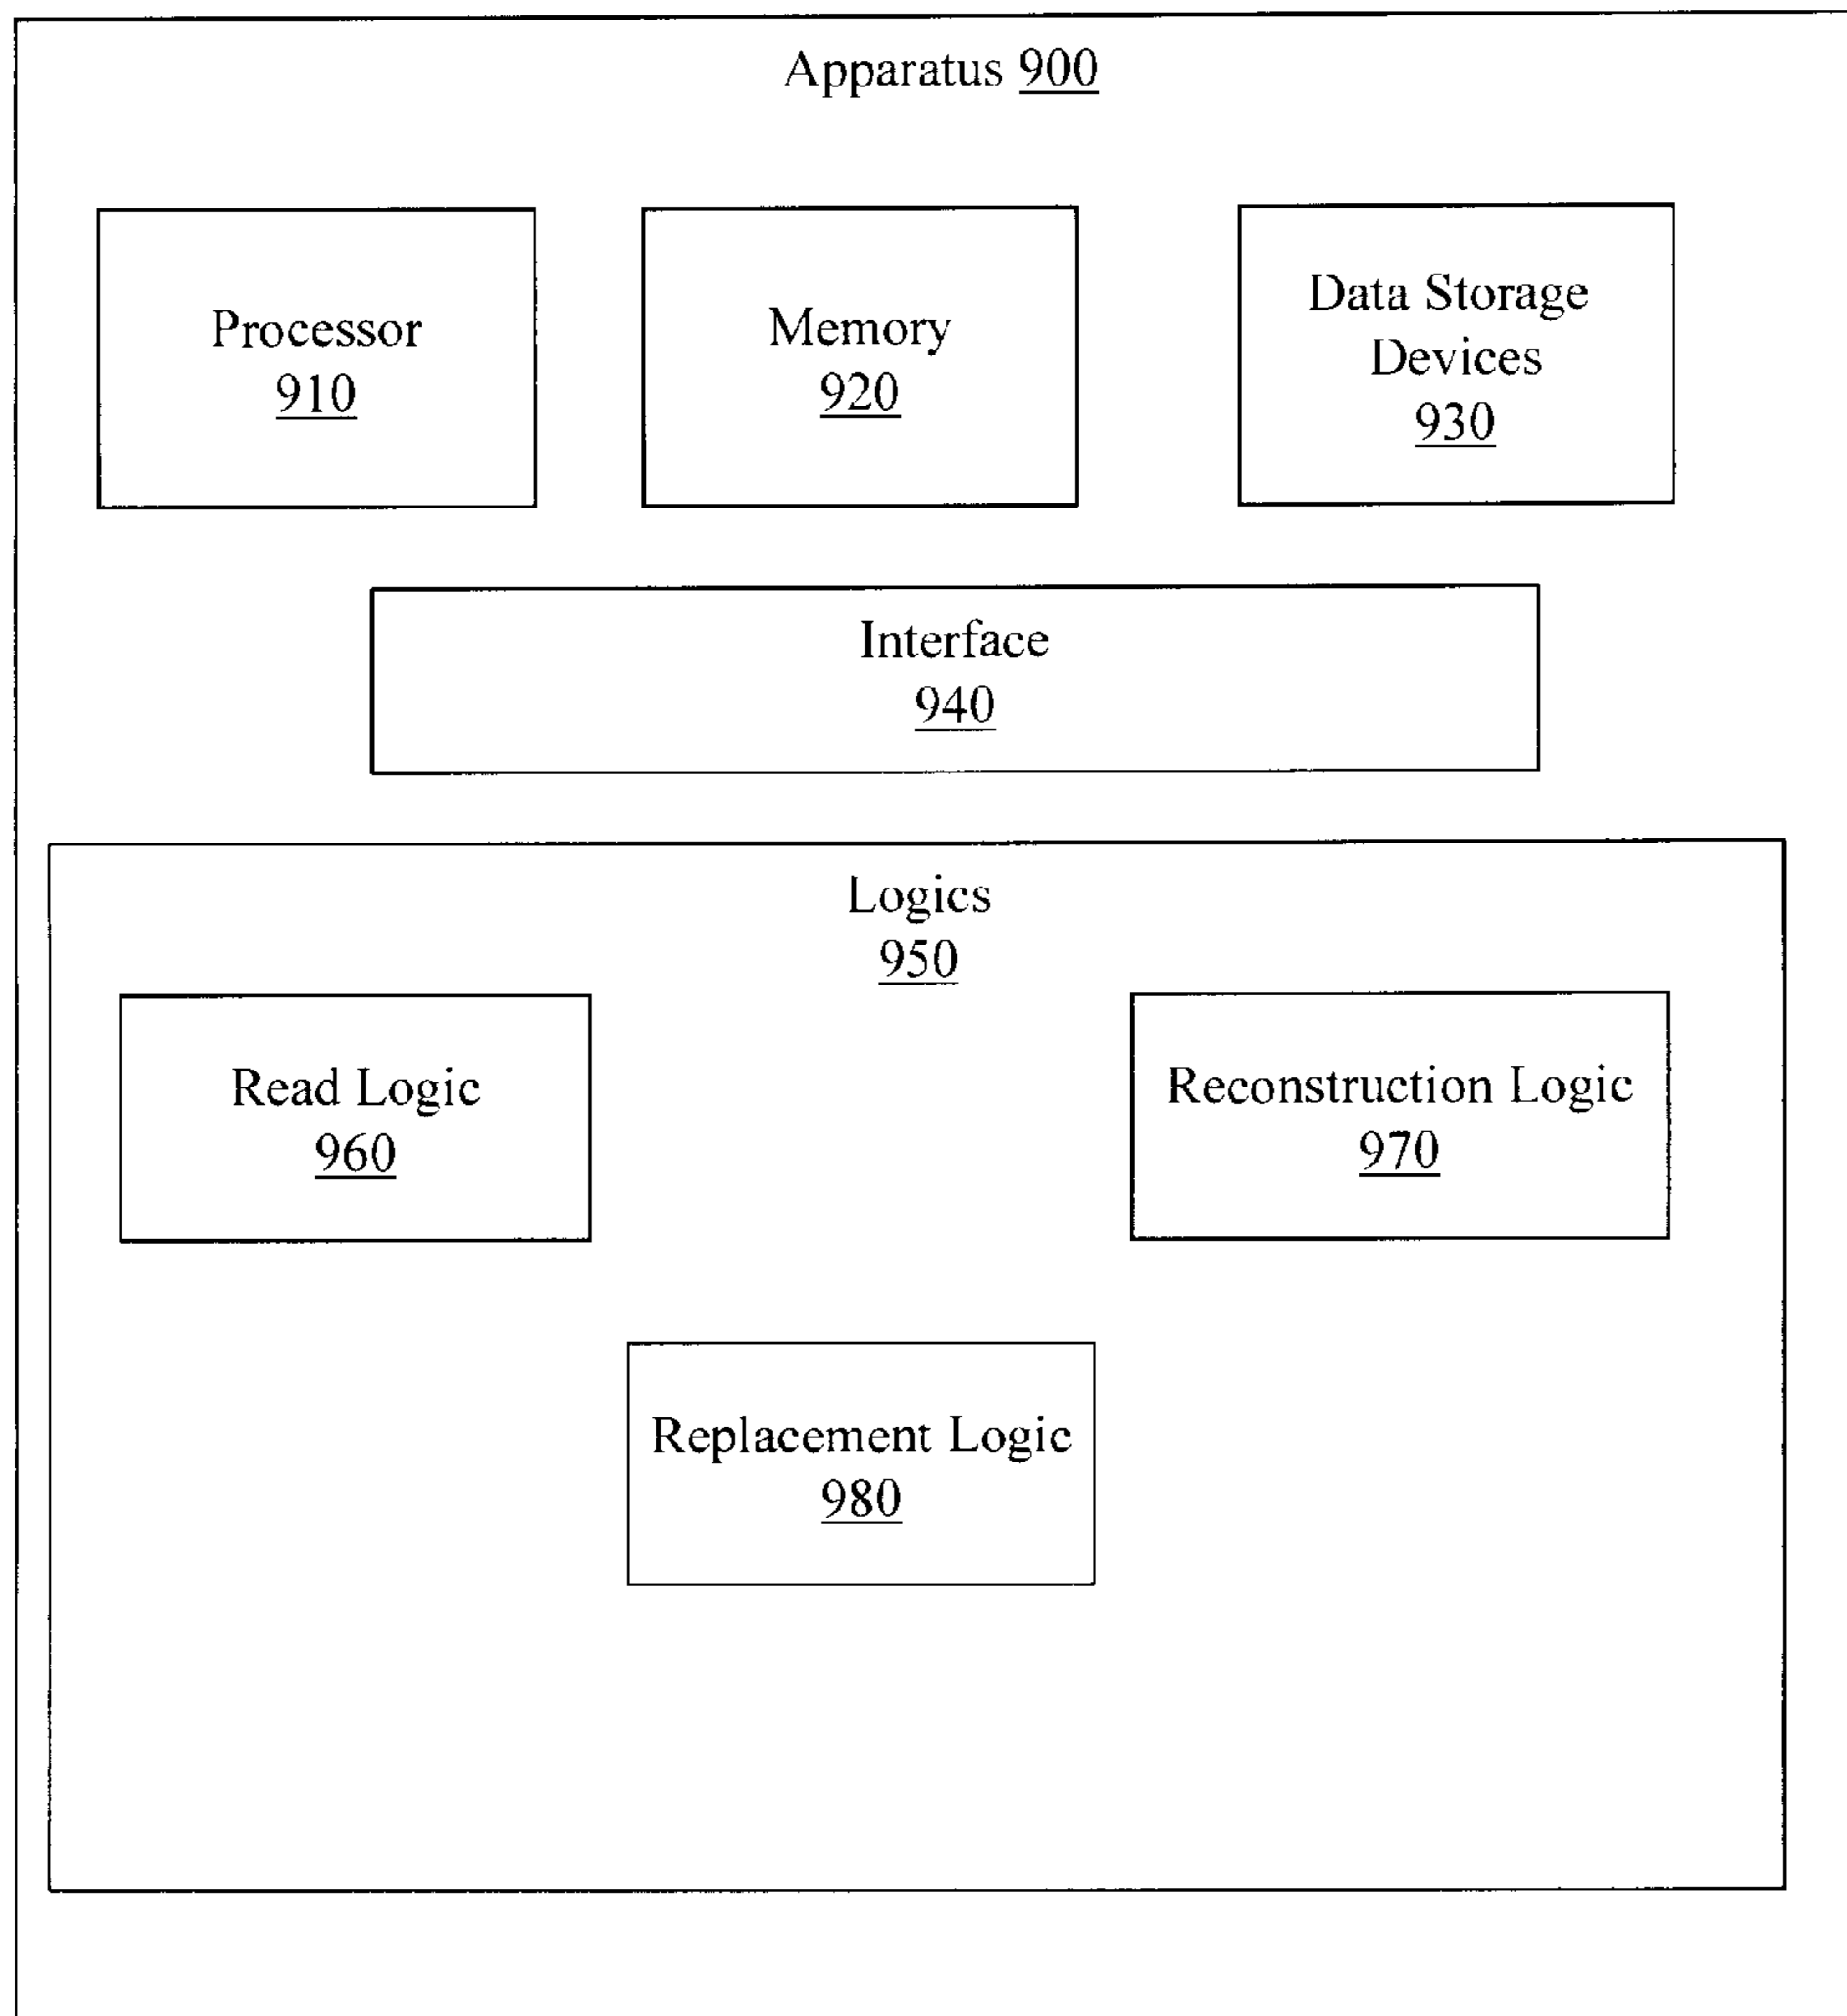 Apparatus 900
Processor
910
Memory
920
Data Storage
Devices
930
Interface
940
Logics
950
Read Logic
960
Reconstruction Logic
970
Replacement Logic
980